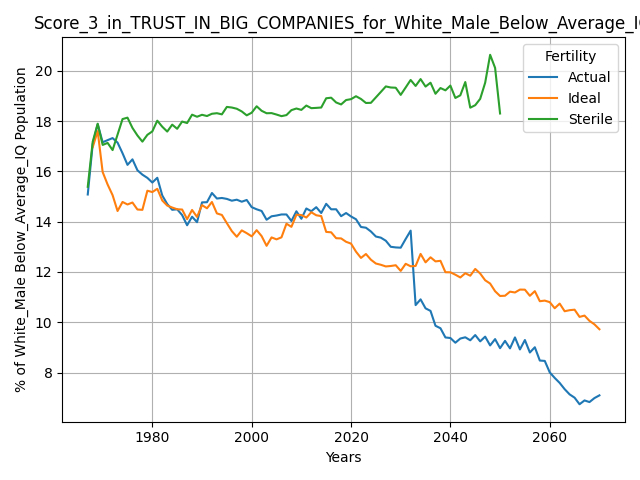 Score_3_in_TRUST_IN_BIG_COMPANIES_for_White_Male_Below_Average_I
Fertility
Actual
Ideal
Sterile
% of White_Male Below_Average_IQ Population
20
18
16
14
12
10
8
1980
2000
2020
2040
2060
Years